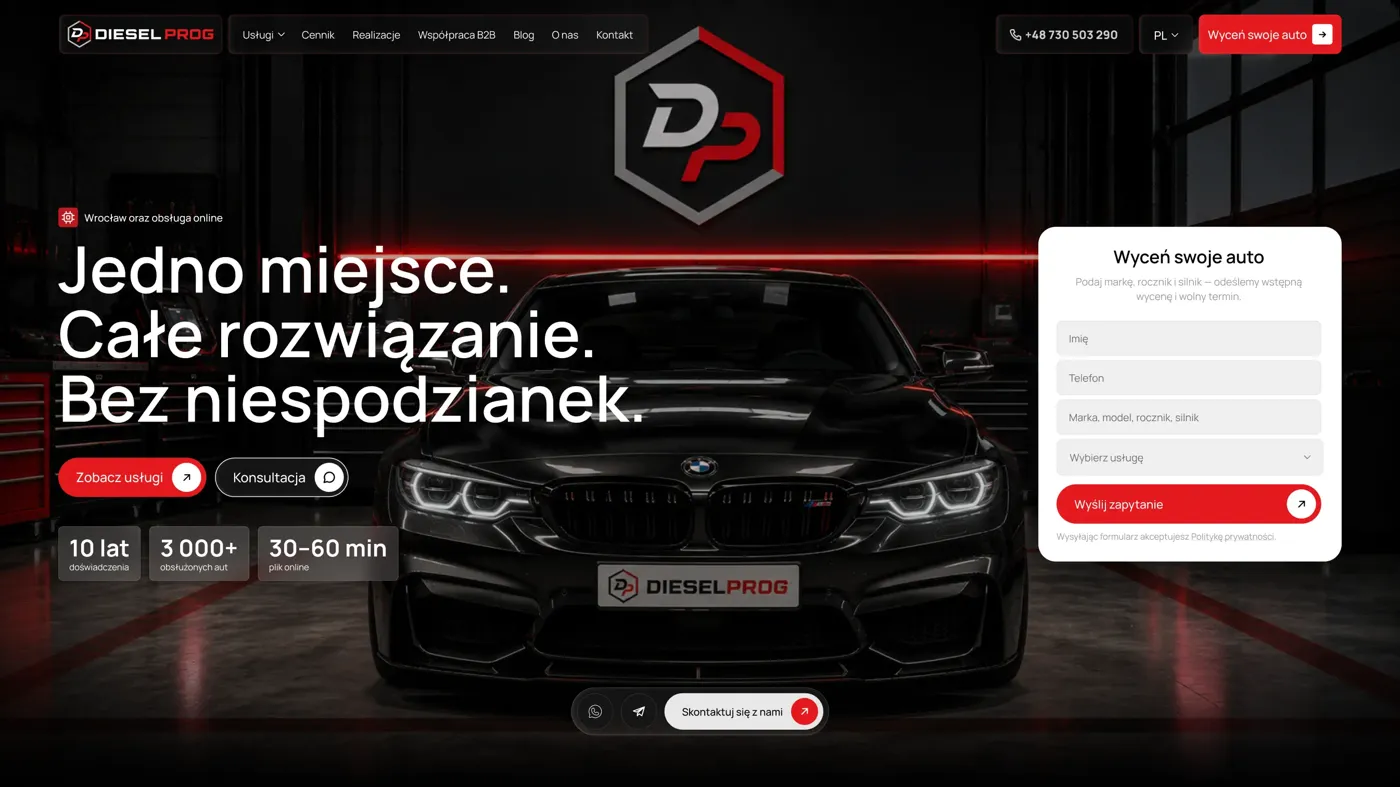 DP DIESEL PROG
Usługi
Cennik
Realizacje
Współpraca B2B
Blog
O nas
Kontakt
+48 730 503 290
PL
Wyceń swoje auto
DP
Wrocław oraz obsługa online
Jedno miejsce.
Całe rozwiązanie.
Bez niespodzianek.
Zobacz usługi
Konsultacja
10 lat
doświadczenia
3 000+
obsłużonych aut
30–60 min
plik online
DP DIESELPROG
Wyceń swoje auto
Podaj markę, rocznik i silnik — odeślemy wstępną
wycenę i wolny termin.
Imię
Telefon
Marka, model, rocznik, silnik
Wybierz usługę
Wyślij zapytanie
Wysyłając formularz akceptujesz Politykę prywatności.
Skontaktuj się z nami